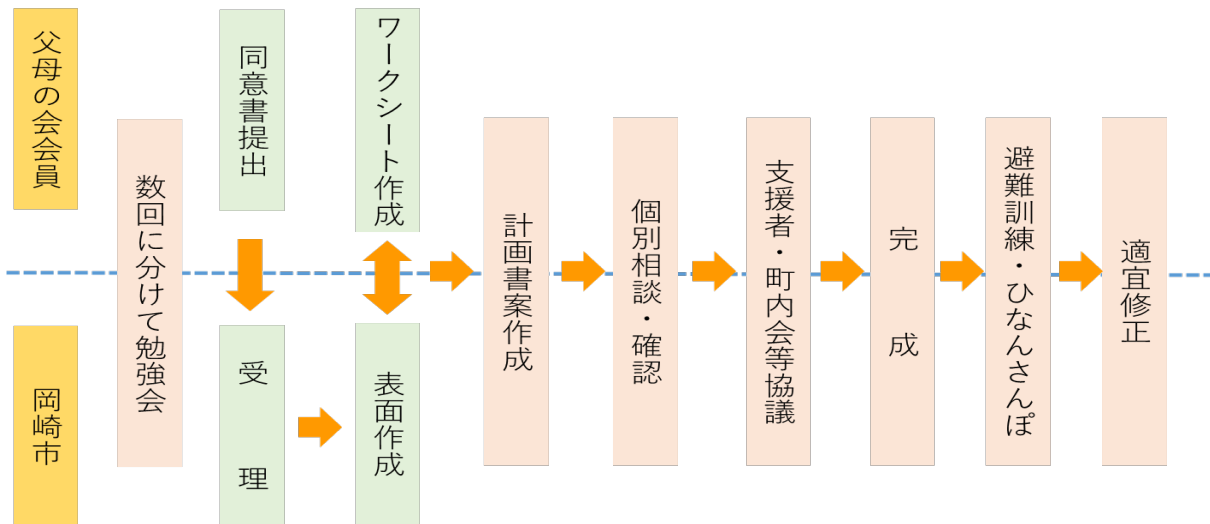 父母の会会員
岡崎市
数回に分けて勉強会
同意書提出
受理
ワークシート作成
表面作成
計画書案作成
個別相談・確認
支援者・町内会等協議
完成
避難訓練・ひなんさんぽ
適宜修正